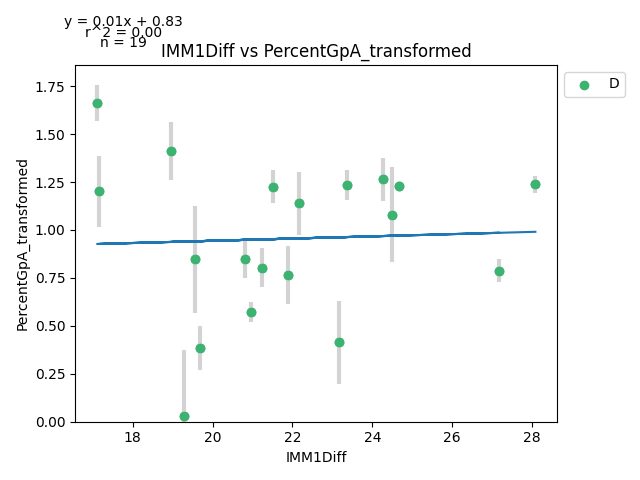 y = 0.01x + 0.83
r^2 = 0.00
n = 19
IMM1Diff vs PercentGpA_transformed
D
PercentGpA_transformed
1.75
1.50
1.25
1.00
0.75
0.50
0.25
0.00
18
20
22
24
26
28
IMM1Diff